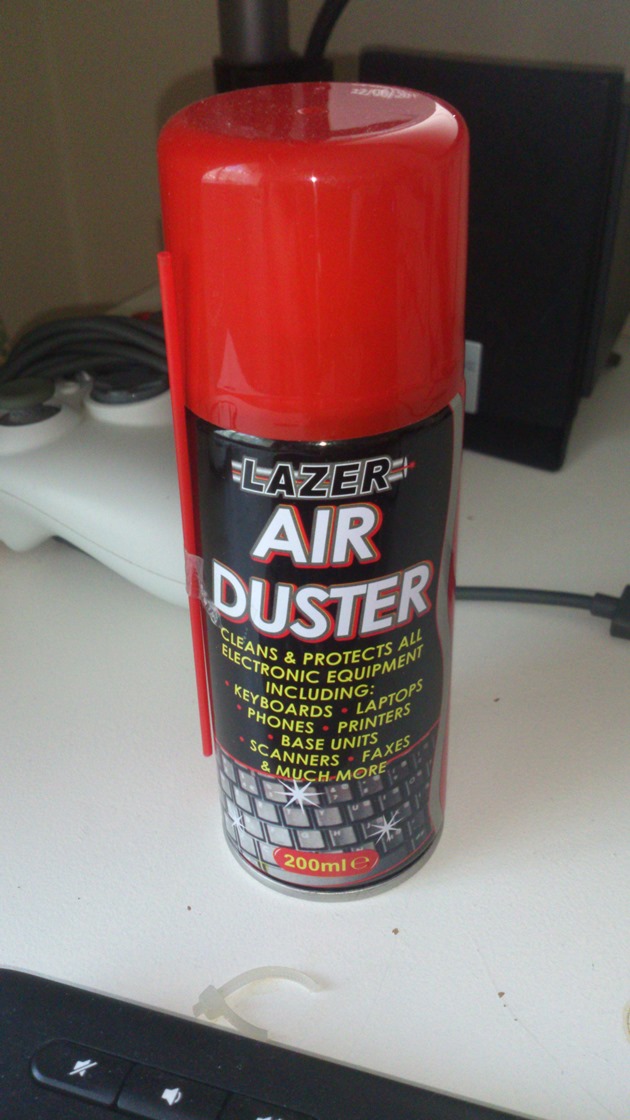 LAZER
AIR
DUSTER
CLEANS & PROTECTS ALL
ELECTRONIC EQUIPMENT
INCLUDING:
• KEYBOARDS • LAPTOPS
• PHONES • PRINTERS
• BASE UNITS
• SCANNERS • FAXES
& MUCH MORE
200ml ℮